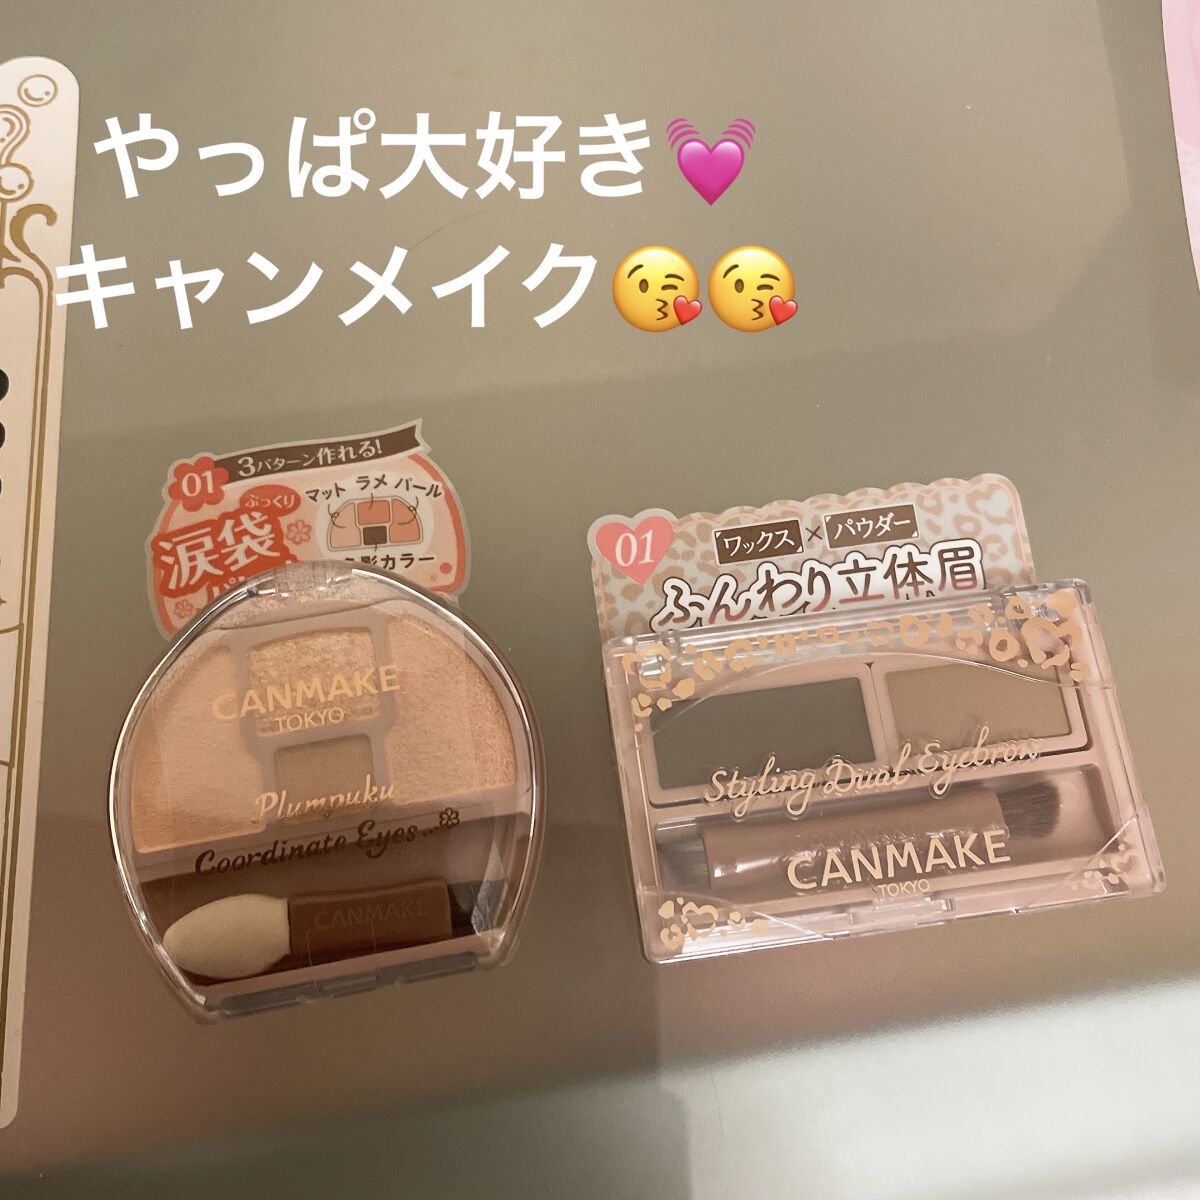 やっぱ大好き💓
キャンメイク😘😘
01
3パターン作れる!
ぷっくり
涙袋
マット ラメ パール
カラー
CANMAKE
TOKYO
Plumpuku
Coordinate Eyes...
CANMAKE
01
ワックス × パウダー
ふんわり立体眉
Styling Dual Eyebrow
CANMAKE
TOKYO